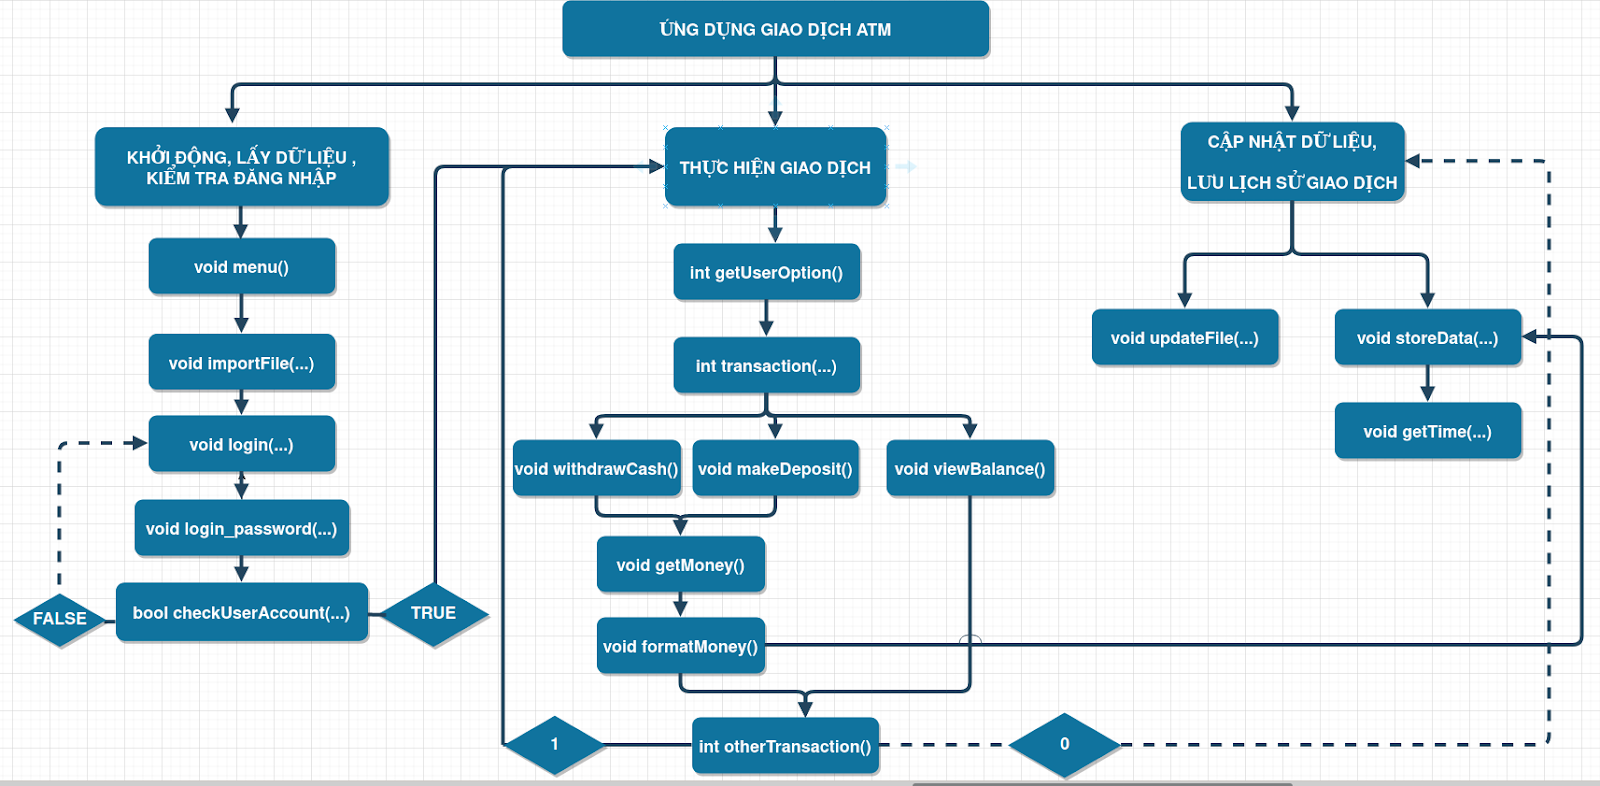 ỨNG DỤNG GIAO DỊCH ATM
KHỞI ĐỘNG, LẤY DỮ LIỆU ,
KIỂM TRA ĐĂNG NHẬP
void menu()
void importFile(...)
void login(...)
void login_password(...)
bool checkUserAccount(...)
FALSE
TRUE
THỰC HIỆN GIAO DỊCH
int getUserOption()
int transaction(...)
void withdrawCash()
void makeDeposit()
void viewBalance()
void getMoney()
void formatMoney()
int otherTransaction()
1
0
CẬP NHẬT DỮ LIỆU,
LƯU LỊCH SỬ GIAO DỊCH
void updateFile(...)
void storeData(...)
void getTime(...)